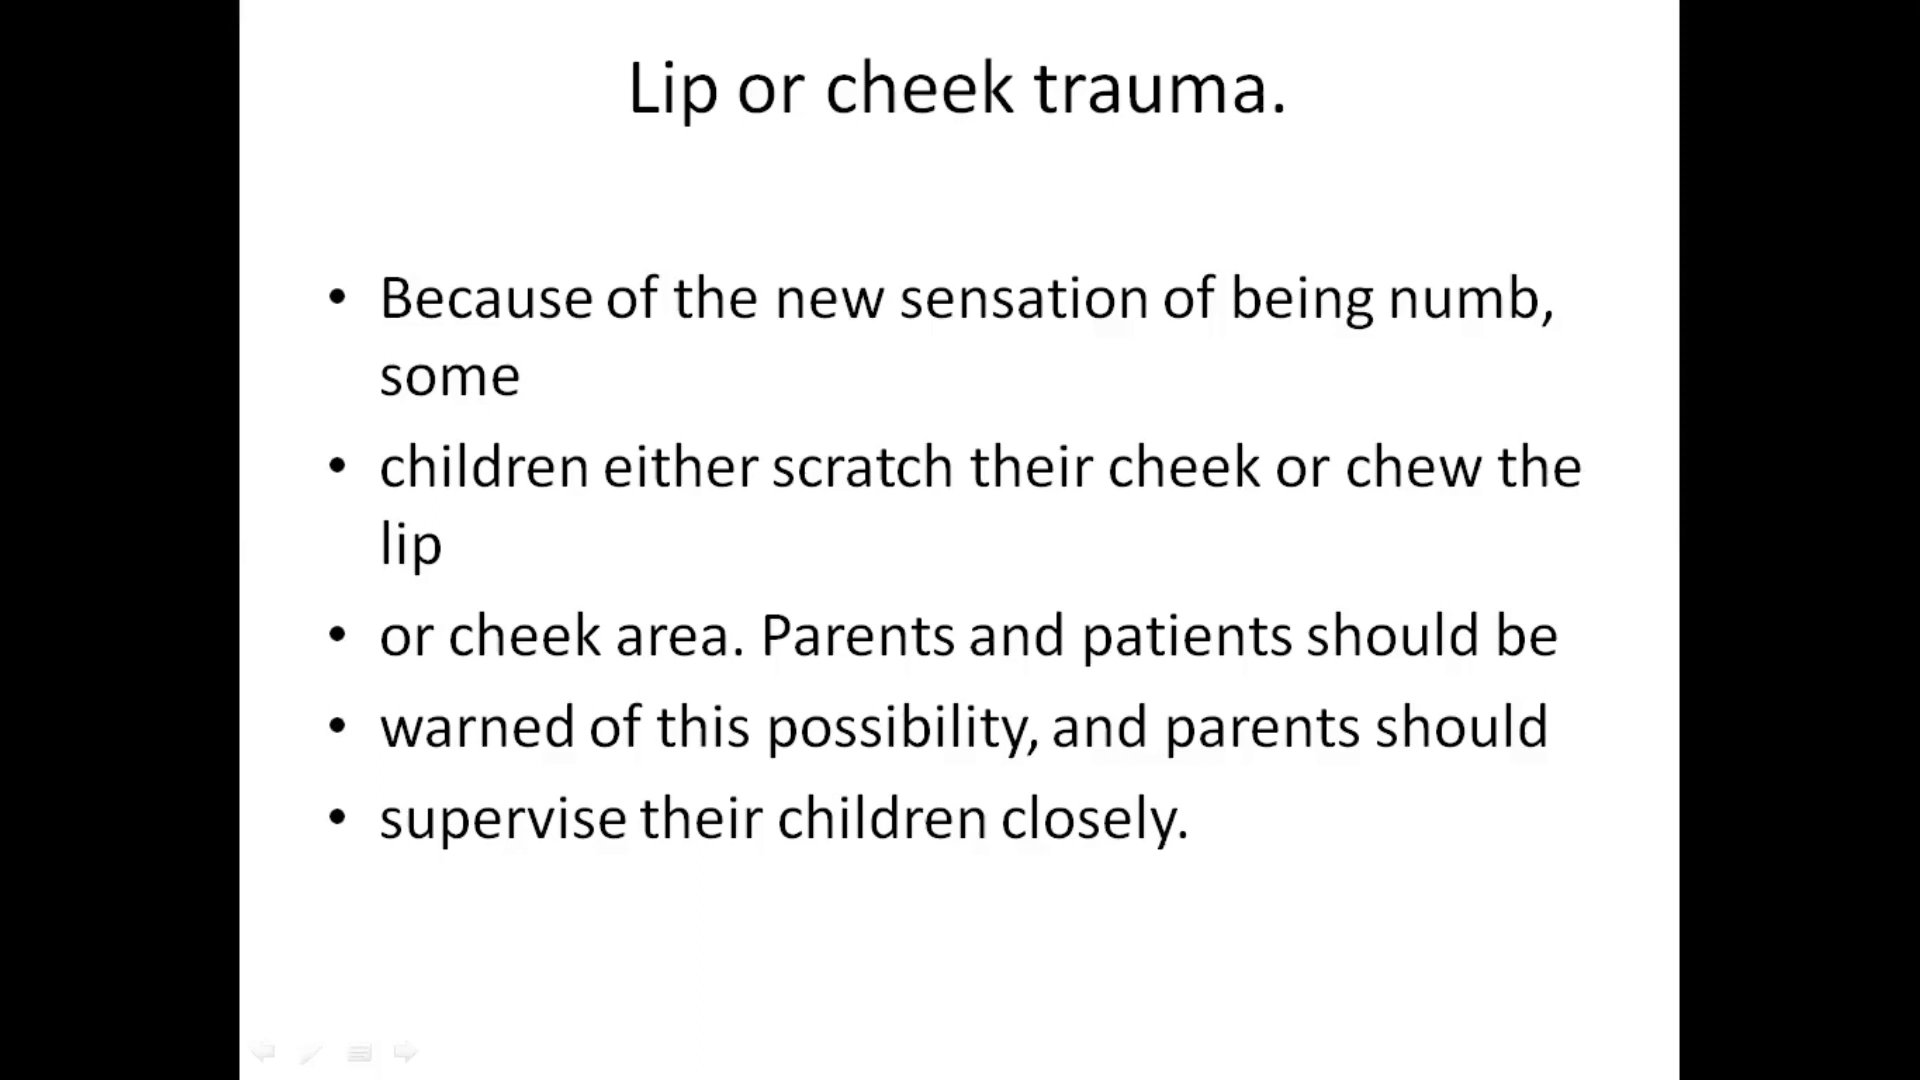 Lip or cheek trauma.
• Because of the new sensation of being numb,
some
• children either scratch their cheek or chew the
lip
• or cheek area. Parents and patients should be
• warned of this possibility, and parents should
• supervise their children closely.